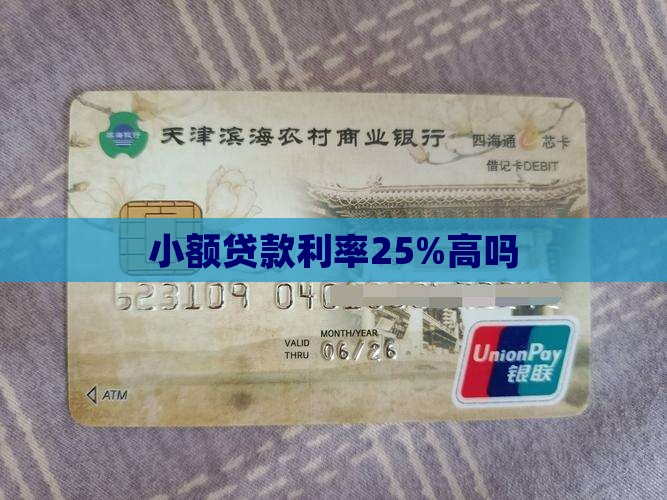 滨海银行
天津滨海农村商业银行
四海通 芯卡
借记卡DEBIT
小额贷款利率25%高吗
623109 040
MONTH/YEAR
VALID THRU 06/26
UnionPay
银联
ATM